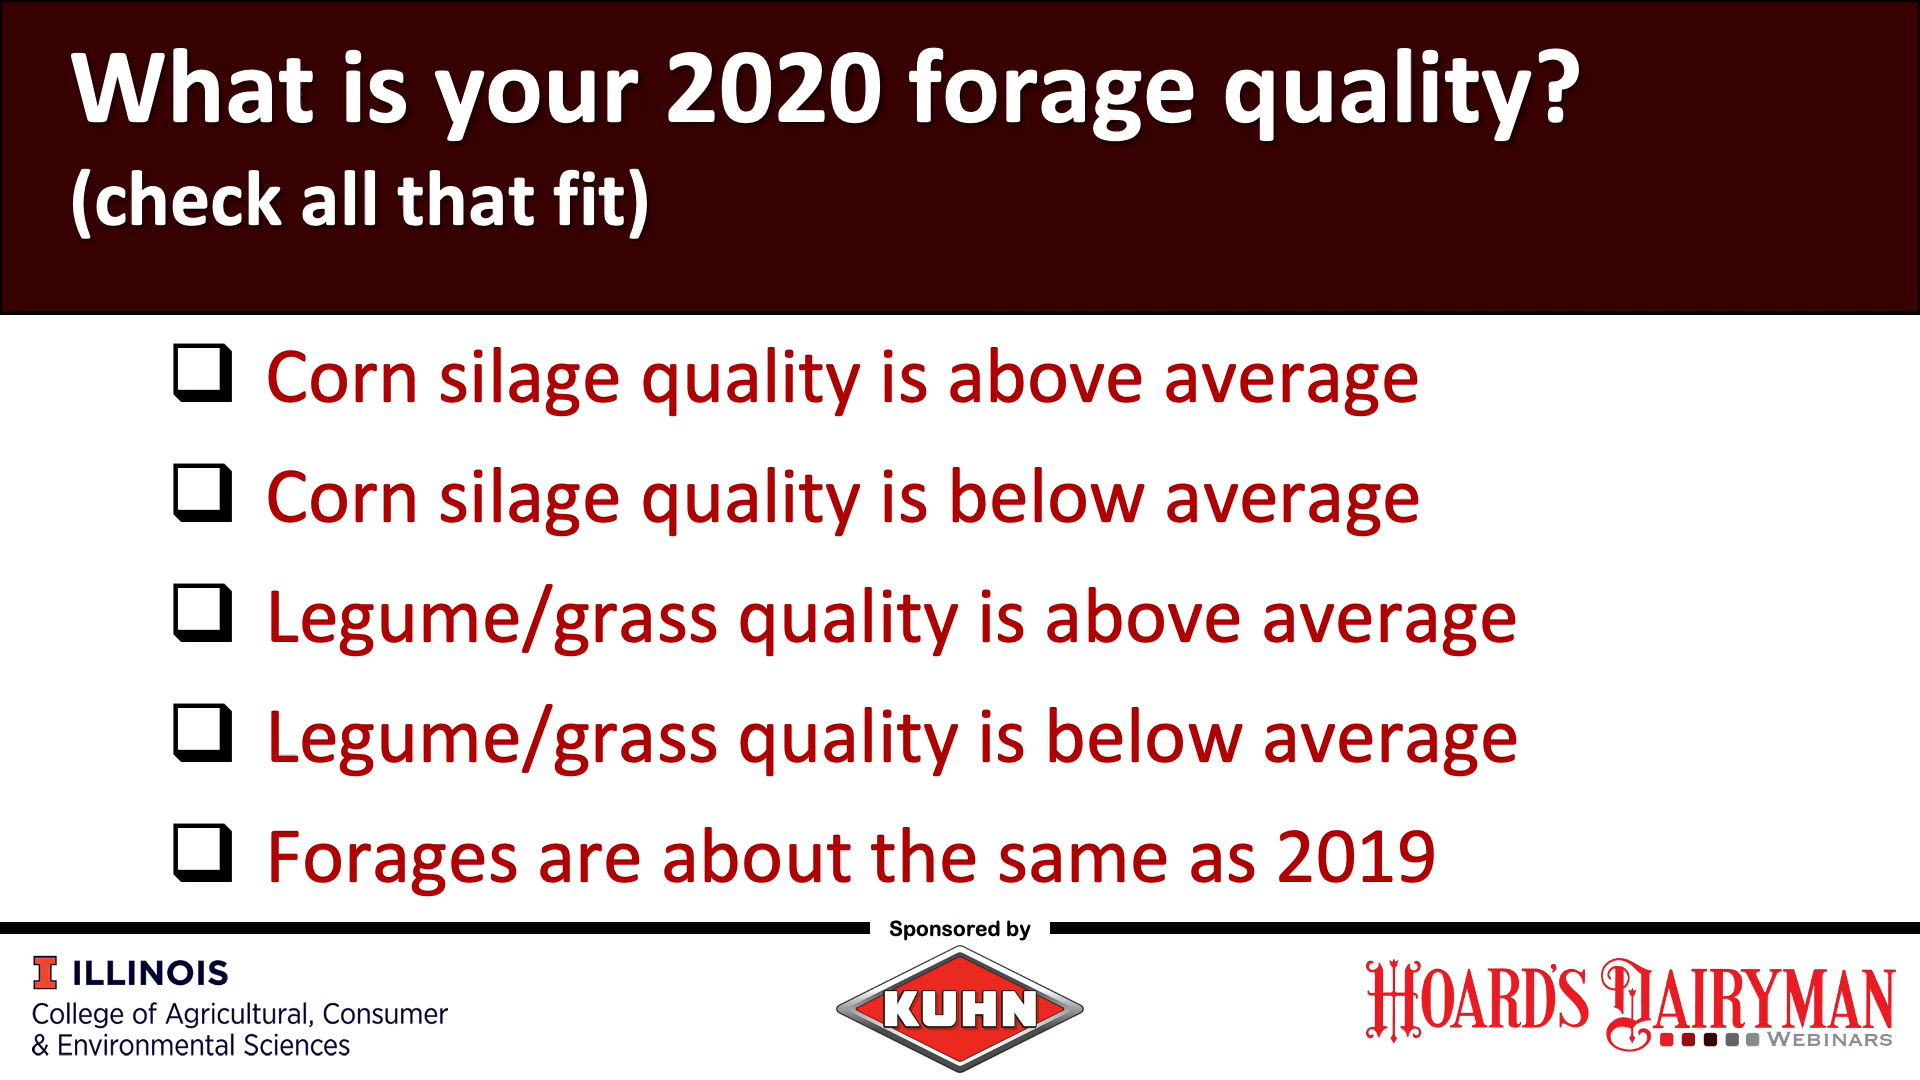 What is your 2020 forage quality?
(check all that fit)
Corn silage quality is above average
Corn silage quality is below average
Legume/grass quality is above average
Legume/grass quality is below average
Forages are about the same as 2019
Sponsored by
I ILLINOIS
College of Agricultural, Consumer
& Environmental Sciences
KUHN
HOARD'S DAIRYMAN
WEBINARS